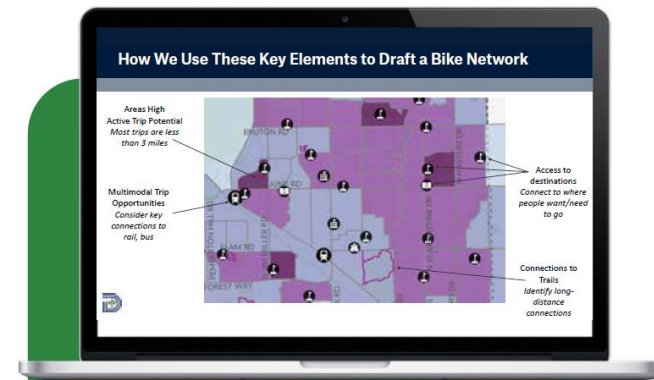 How We Use These Key Elements to Draft a Bike Network
Areas High
Active Trip Potential
Most trips are less
than 3 miles
Multimodal Trip
Opportunities
Consider key
connections to
rail, bus
Access to
destinations
Connect to where
people want/need
to go
Connections to
Trails
Identify long-
distance
connections
BRUTON RD
ELAM RD
FOREST WAY